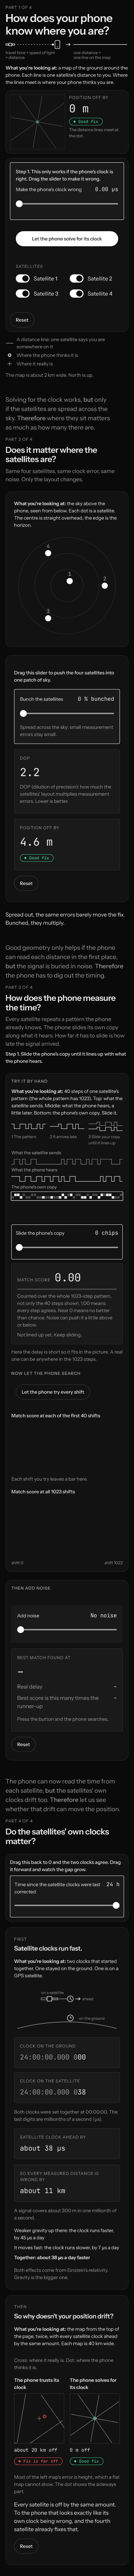 PART 1 OF 4
How does your phone
know where you are?
travel time × speed of light
= distance
one distance =
one line on the map
What you're looking at: a map of the ground around the
phone. Each line is one satellite's distance to you. Where
the lines meet is where your phone thinks you are.
POSITION OFF BY
0 m
Good fix
The distance lines meet at
the dot.
Step 1. This only works if the phone's clock is
right. Drag the slider to make it wrong.
Make the phone's clock wrong
0.00 µs
Let the phone solve for its clock
SATELLITES
Satellite 1
Satellite 2
Satellite 3
Satellite 4
Reset
A distance line: one satellite says you are
somewhere on it
Where the phone thinks it is
Where it really is
The map is about 2 km wide. North is up.
Solving for the clock works, but only
if the satellites are spread across the
sky. Therefore where they sit matters
as much as how many there are.
PART 2 OF 4
Does it matter where the
satellites are?
Same four satellites, same clock error, same
noise. Only the layout changes.
What you're looking at: the sky above the
phone, seen from below. Each dot is a satellite.
The centre is straight overhead, the edge is the
horizon.
4
1
2
3
Drag this slider to push the four satellites into
one patch of sky.
Bunch the satellites
0 % bunched
Spread across the sky: small measurement
errors stay small.
DOP
2.2
DOP (dilution of precision): how much the
satellites' layout multiplies measurement
errors. Lower is better.
POSITION OFF BY
4.6 m
Good fix
Reset
Spread out, the same errors barely move the fix.
Bunched, they multiply.
Good geometry only helps if the phone
can read each distance in the first place,
but the signal is buried in noise. Therefore
the phone has to dig out the timing.
PART 3 OF 4
How does the phone measure
the time?
Every satellite repeats a pattern the phone
already knows. The phone slides its own copy
along what it hears. How far it has to slide is how
late the signal arrived.
Step 1. Slide the phone's copy until it lines up with what
the phone hears.
TRY IT BY HAND
What you're looking at: 40 steps of one satellite's
pattern (the whole pattern has 1023). Top: what the
satellite sends. Middle: what the phone hears, a
little later. Bottom: the phone's own copy. Slide it.
1 The pattern
2 It arrives late
3 Slide your copy
until it lines up
What the satellite sends
What the phone hears
The phone's own copy
Slide the phone's copy
0 chips
MATCH SCORE
0.00
Counted over the whole 1023-step pattern,
not only the 40 steps shown. 1.00 means
every step agrees. Near 0 means no better
than chance. Noise can push it a little above
or below.
Not lined up yet. Keep sliding.
Here the delay is short so it fits in the picture. A real
one can be anywhere in the 1023 steps.
NOW LET THE PHONE SEARCH
Let the phone try every shift
Match score at each of the first 40 shifts
Each shift you try leaves a bar here.
Match score at all 1023 shifts
shift 0
shift 1022
THEN ADD NOISE
Add noise
No noise
BEST MATCH FOUND AT
–
Real delay
–
Best score is this many times the
runner-up
–
Press the button and the phone searches.
Reset
The phone can now read the time from
each satellite, but the satellites' own
clocks drift too. Therefore let us see
whether that drift can move the position.
PART 4 OF 4
Do the satellites' own clocks
matter?
Drag this back to 0 and the two clocks agree. Drag
it forward and watch the gap grow.
Time since the satellite clocks were last
corrected
24 h
FIRST
Satellite clocks run fast.
What you're looking at: two clocks that started
together. One stayed on the ground. One is on a
GPS satellite.
on a satellite
ahead
on the ground
CLOCK ON THE GROUND
24:00:00.000 000
CLOCK ON THE SATELLITE
24:00:00.000 038
Both clocks were set together at 00:00:00. The
last digits are millionths of a second (µs).
SATELLITE CLOCK AHEAD BY
about 38 µs
SO EVERY MEASURED DISTANCE IS
WRONG BY
about 11 km
A signal covers about 300 m in one millionth of
a second.
Weaker gravity up there: the clock runs faster,
by 45 µs a day
It moves fast: the clock runs slower, by 7 µs a day
Together: about 38 µs a day faster
Both effects come from Einstein's relativity.
Gravity is the bigger one.
THEN
So why doesn't your position drift?
What you're looking at: the map from the top of
the page, twice, with every satellite clock ahead
by the same amount. Each map is 40 km wide.
Cross: where it really is. Dot: where the phone
thinks it is.
The phone trusts its
clock
The phone solves for
its clock
about 20 km off
0 m off
Fix is far off
Good fix
Most of the left map's error is height, which a flat
map cannot show. The dot shows the sideways
part.
Every satellite is off by the same amount.
To the phone that looks exactly like its
own clock being wrong, and the fourth
satellite already fixes that.
Reset